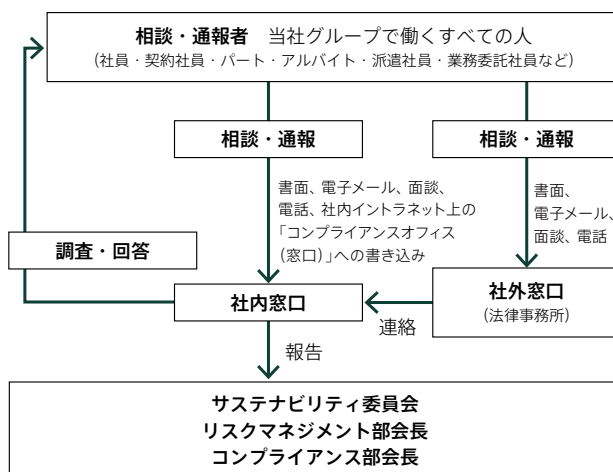 相談・通報者　当社グループで働くすべての人
（社員・契約社員・パート・アルバイト・派遣社員・業務委託社員など）
相談・通報
相談・通報
書面、電子メール、面談、
電話、社内イントラネット上の
「コンプライアンスオフィス
（窓口）」への書き込み
書面、
電子メール、
面談、電話
調査・回答
社内窓口
連絡
社外窓口
（法律事務所）
報告
サステナビリティ委員会
リスクマネジメント部会長
コンプライアンス部会長